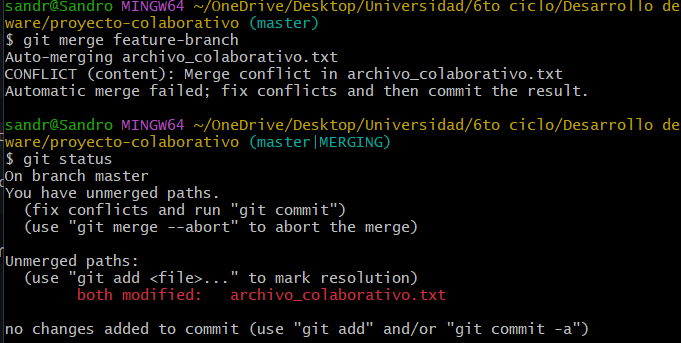 sandr@Sandro MINGW64 ~/OneDrive/Desktop/Universidad/6to ciclo/Desarrollo de
ware/proyecto-colaborativo (master)
$ git merge feature-branch
Auto-merging archivo_colaborativo.txt
CONFLICT (content): Merge conflict in archivo_colaborativo.txt
Automatic merge failed; fix conflicts and then commit the result.
sandr@Sandro MINGW64 ~/OneDrive/Desktop/Universidad/6to ciclo/Desarrollo de
ware/proyecto-colaborativo (master|MERGING)
$ git status
On branch master
You have unmerged paths.
  (fix conflicts and run "git commit")
  (use "git merge --abort" to abort the merge)
Unmerged paths:
  (use "git add <file>..." to mark resolution)
        both modified:   archivo_colaborativo.txt
no changes added to commit (use "git add" and/or "git commit -a")